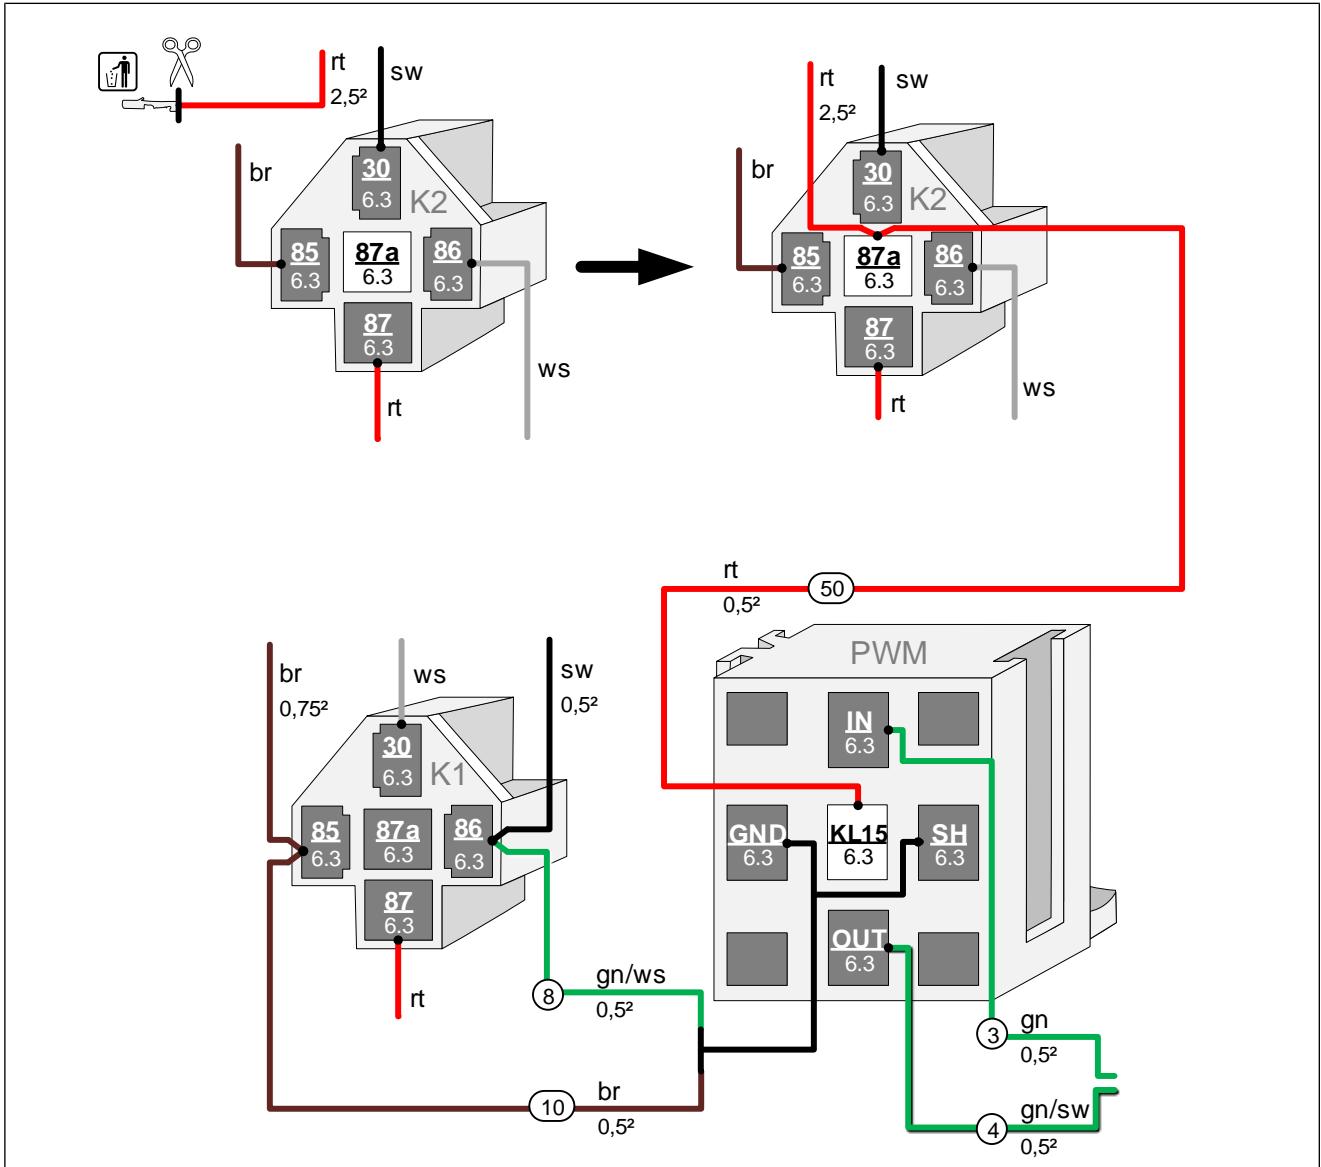 rt
2,5²
sw
br
30
6.3
K2
85
6.3
87a
6.3
86
6.3
87
6.3
ws
rt
rt
2,5²
sw
br
30
6.3
K2
85
6.3
87a
6.3
86
6.3
87
6.3
ws
rt
rt
0,5²
50
br
0,75²
ws
sw
0,5²
30
6.3
K1
85
6.3
87a
6.3
86
6.3
87
6.3
rt
8
gn/ws
0,5²
10
br
0,5²
PWM
IN
6.3
GND
6.3
KL15
6.3
SH
6.3
OUT
6.3
3
gn
0,5²
4
gn/sw
0,5²